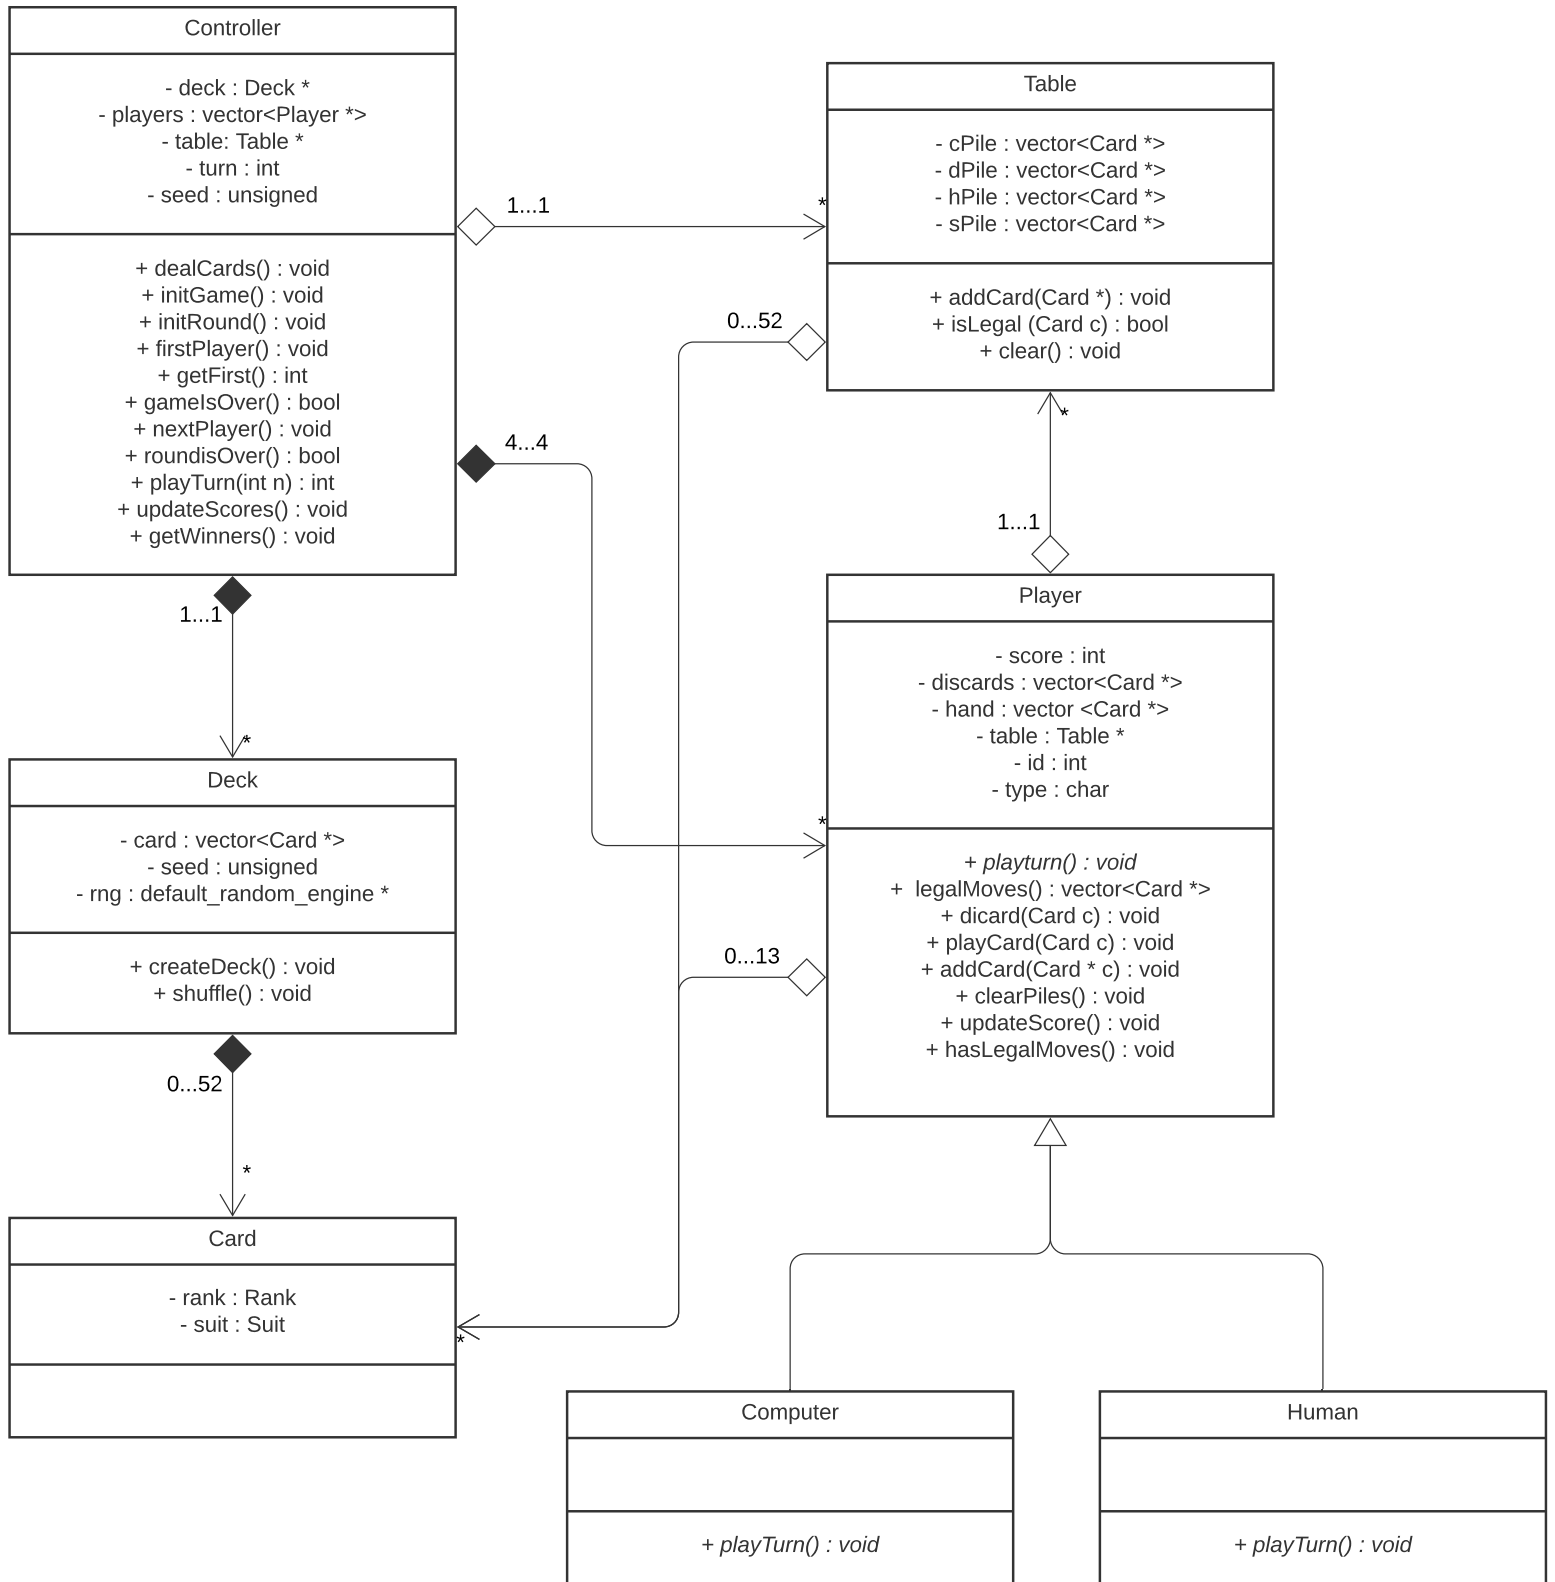 Controller
- deck : Deck *
- players : vector<Player *>
- table: Table *
- turn : int
- seed : unsigned
+ dealCards() : void
+ initGame() : void
+ initRound() : void
+ firstPlayer() : void
+ getFirst() : int
+ gameIsOver() : bool
+ nextPlayer() : void
+ roundisOver() : bool
+ playTurn(int n) : int
+ updateScores() : void
+ getWinners() : void
1...1
*
Table
- cPile : vector<Card *>
- dPile : vector<Card *>
- hPile : vector<Card *>
- sPile : vector<Card *>
+ addCard(Card *) : void
+ isLegal (Card c) : bool
+ clear() : void
0...52
4...4
*
*
1...1
1...1
*
Player
- score : int
- discards : vector<Card *>
- hand : vector <Card *>
- table : Table *
- id : int
- type : char
+ playturn() : void
+  legalMoves() : vector<Card *>
+ dicard(Card c) : void
+ playCard(Card c) : void
+ addCard(Card * c) : void
+ clearPiles() : void
+ updateScore() : void
+ hasLegalMoves() : void
0...13
Deck
- card : vector<Card *>
- seed : unsigned
- rng : default_random_engine *
+ createDeck() : void
+ shuffle() : void
0...52
*
Card
- rank : Rank
- suit : Suit
*
Computer
+ playTurn() : void
Human
+ playTurn() : void